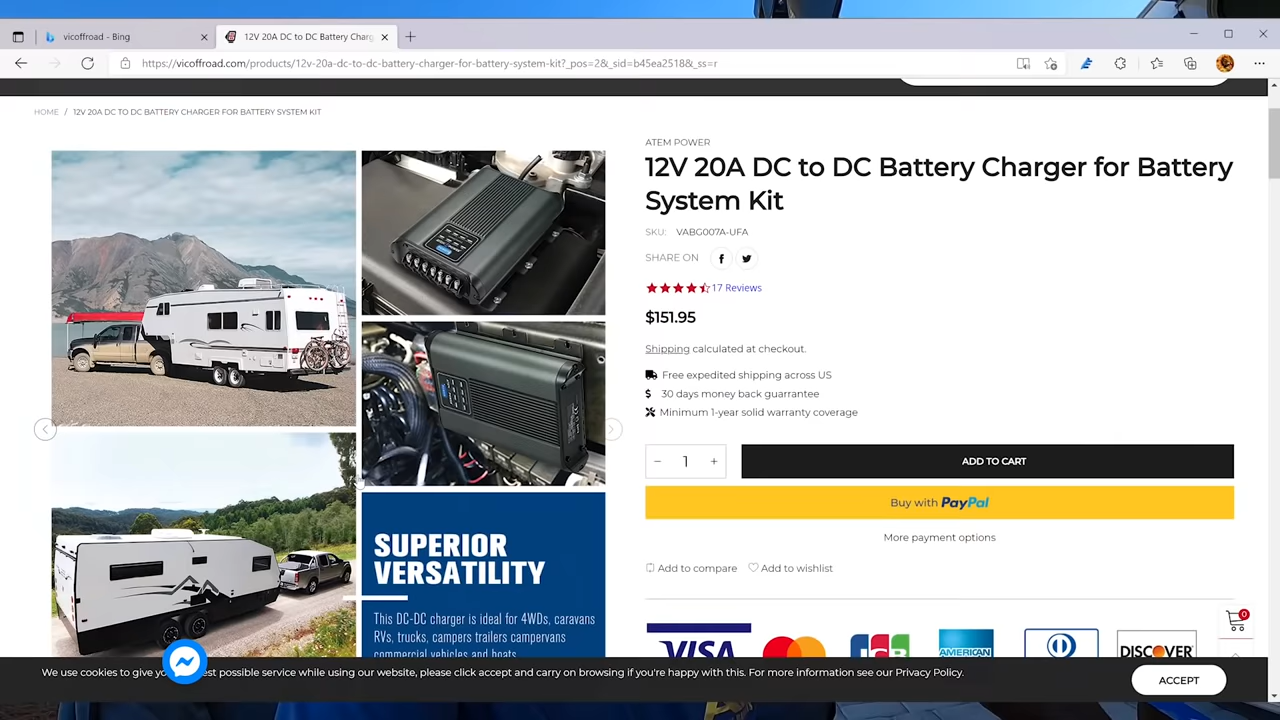 vicoffroad - Bing
12V 20A DC to DC Battery Charg
https://vicoffroad.com/products/12v-20a-dc-to-dc-battery-charger-for-battery-system-kit?_pos=2&_sid=b45ea2518&_ss=r
HOME / 12V 20A DC TO DC BATTERY CHARGER FOR BATTERY SYSTEM KIT
ATEM POWER
12V 20A DC to DC Battery Charger for Battery
System Kit
SKU: VABG007A-UFA
SHARE ON
17 Reviews
$151.95
Shipping calculated at checkout.
Free expedited shipping across US
30 days money back guarrantee
Minimum 1-year solid warranty coverage
− 1 +
ADD TO CART
Buy with PayPal
More payment options
Add to compare
Add to wishlist
SUPERIOR
VERSATILITY
This DC-DC charger is ideal for 4WDs, caravans
RVs, trucks, campers trailers campervans
commercial vehicles and boats
VISA
JCB
AMERICAN
DISCOVER
0
We use cookies to give yo est possible service while using our website, please click accept and carry on browsing if you're happy with this. For more information see our Privacy Policy.
ACCEPT